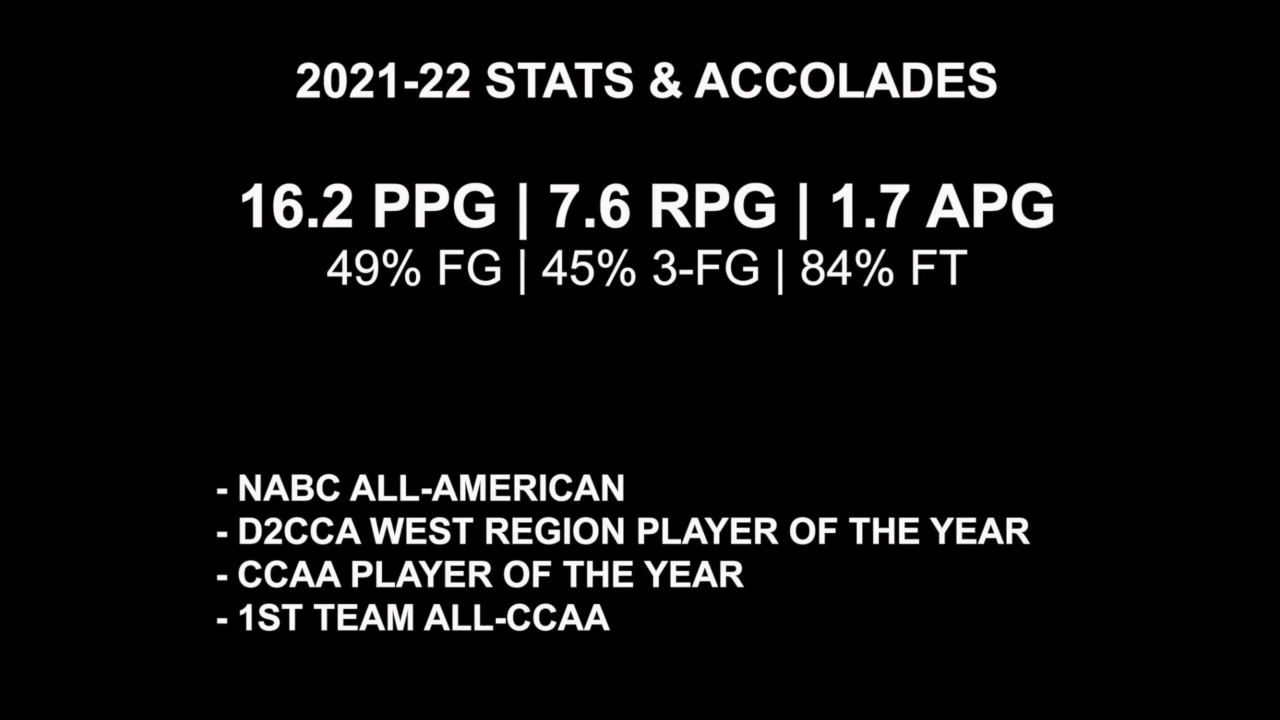 2021-22 STATS & ACCOLADES
16.2 PPG | 7.6 RPG | 1.7 APG
49% FG | 45% 3-FG | 84% FT
- NABC ALL-AMERICAN
- D2CCA WEST REGION PLAYER OF THE YEAR
- CCAA PLAYER OF THE YEAR
- 1ST TEAM ALL-CCAA